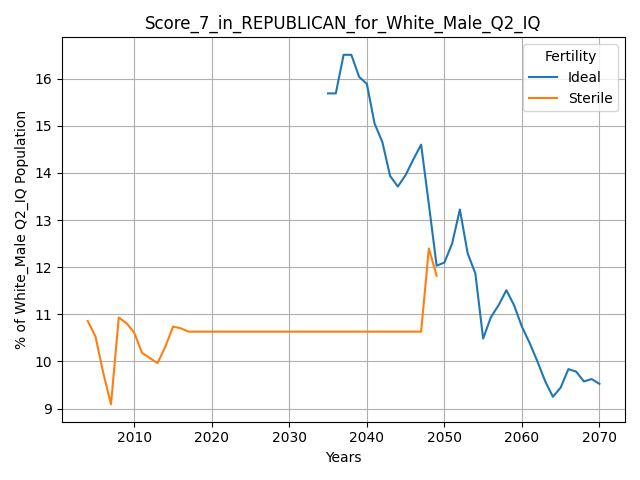 Score_7_in_REPUBLICAN_for_White_Male_Q2_IQ
Fertility
Ideal
Sterile
% of White_Male Q2_IQ Population
16
15
14
13
12
11
10
9
2010
2020
2030
2040
2050
2060
2070
Years